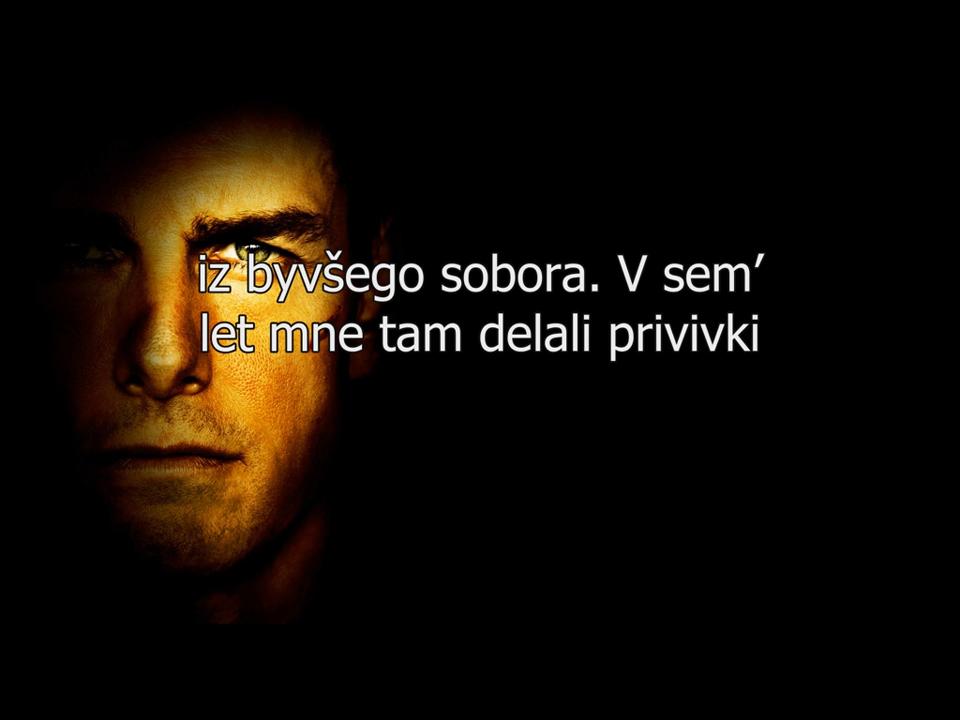 iz byvšego sobora. V sem’
let mne tam delali privivki